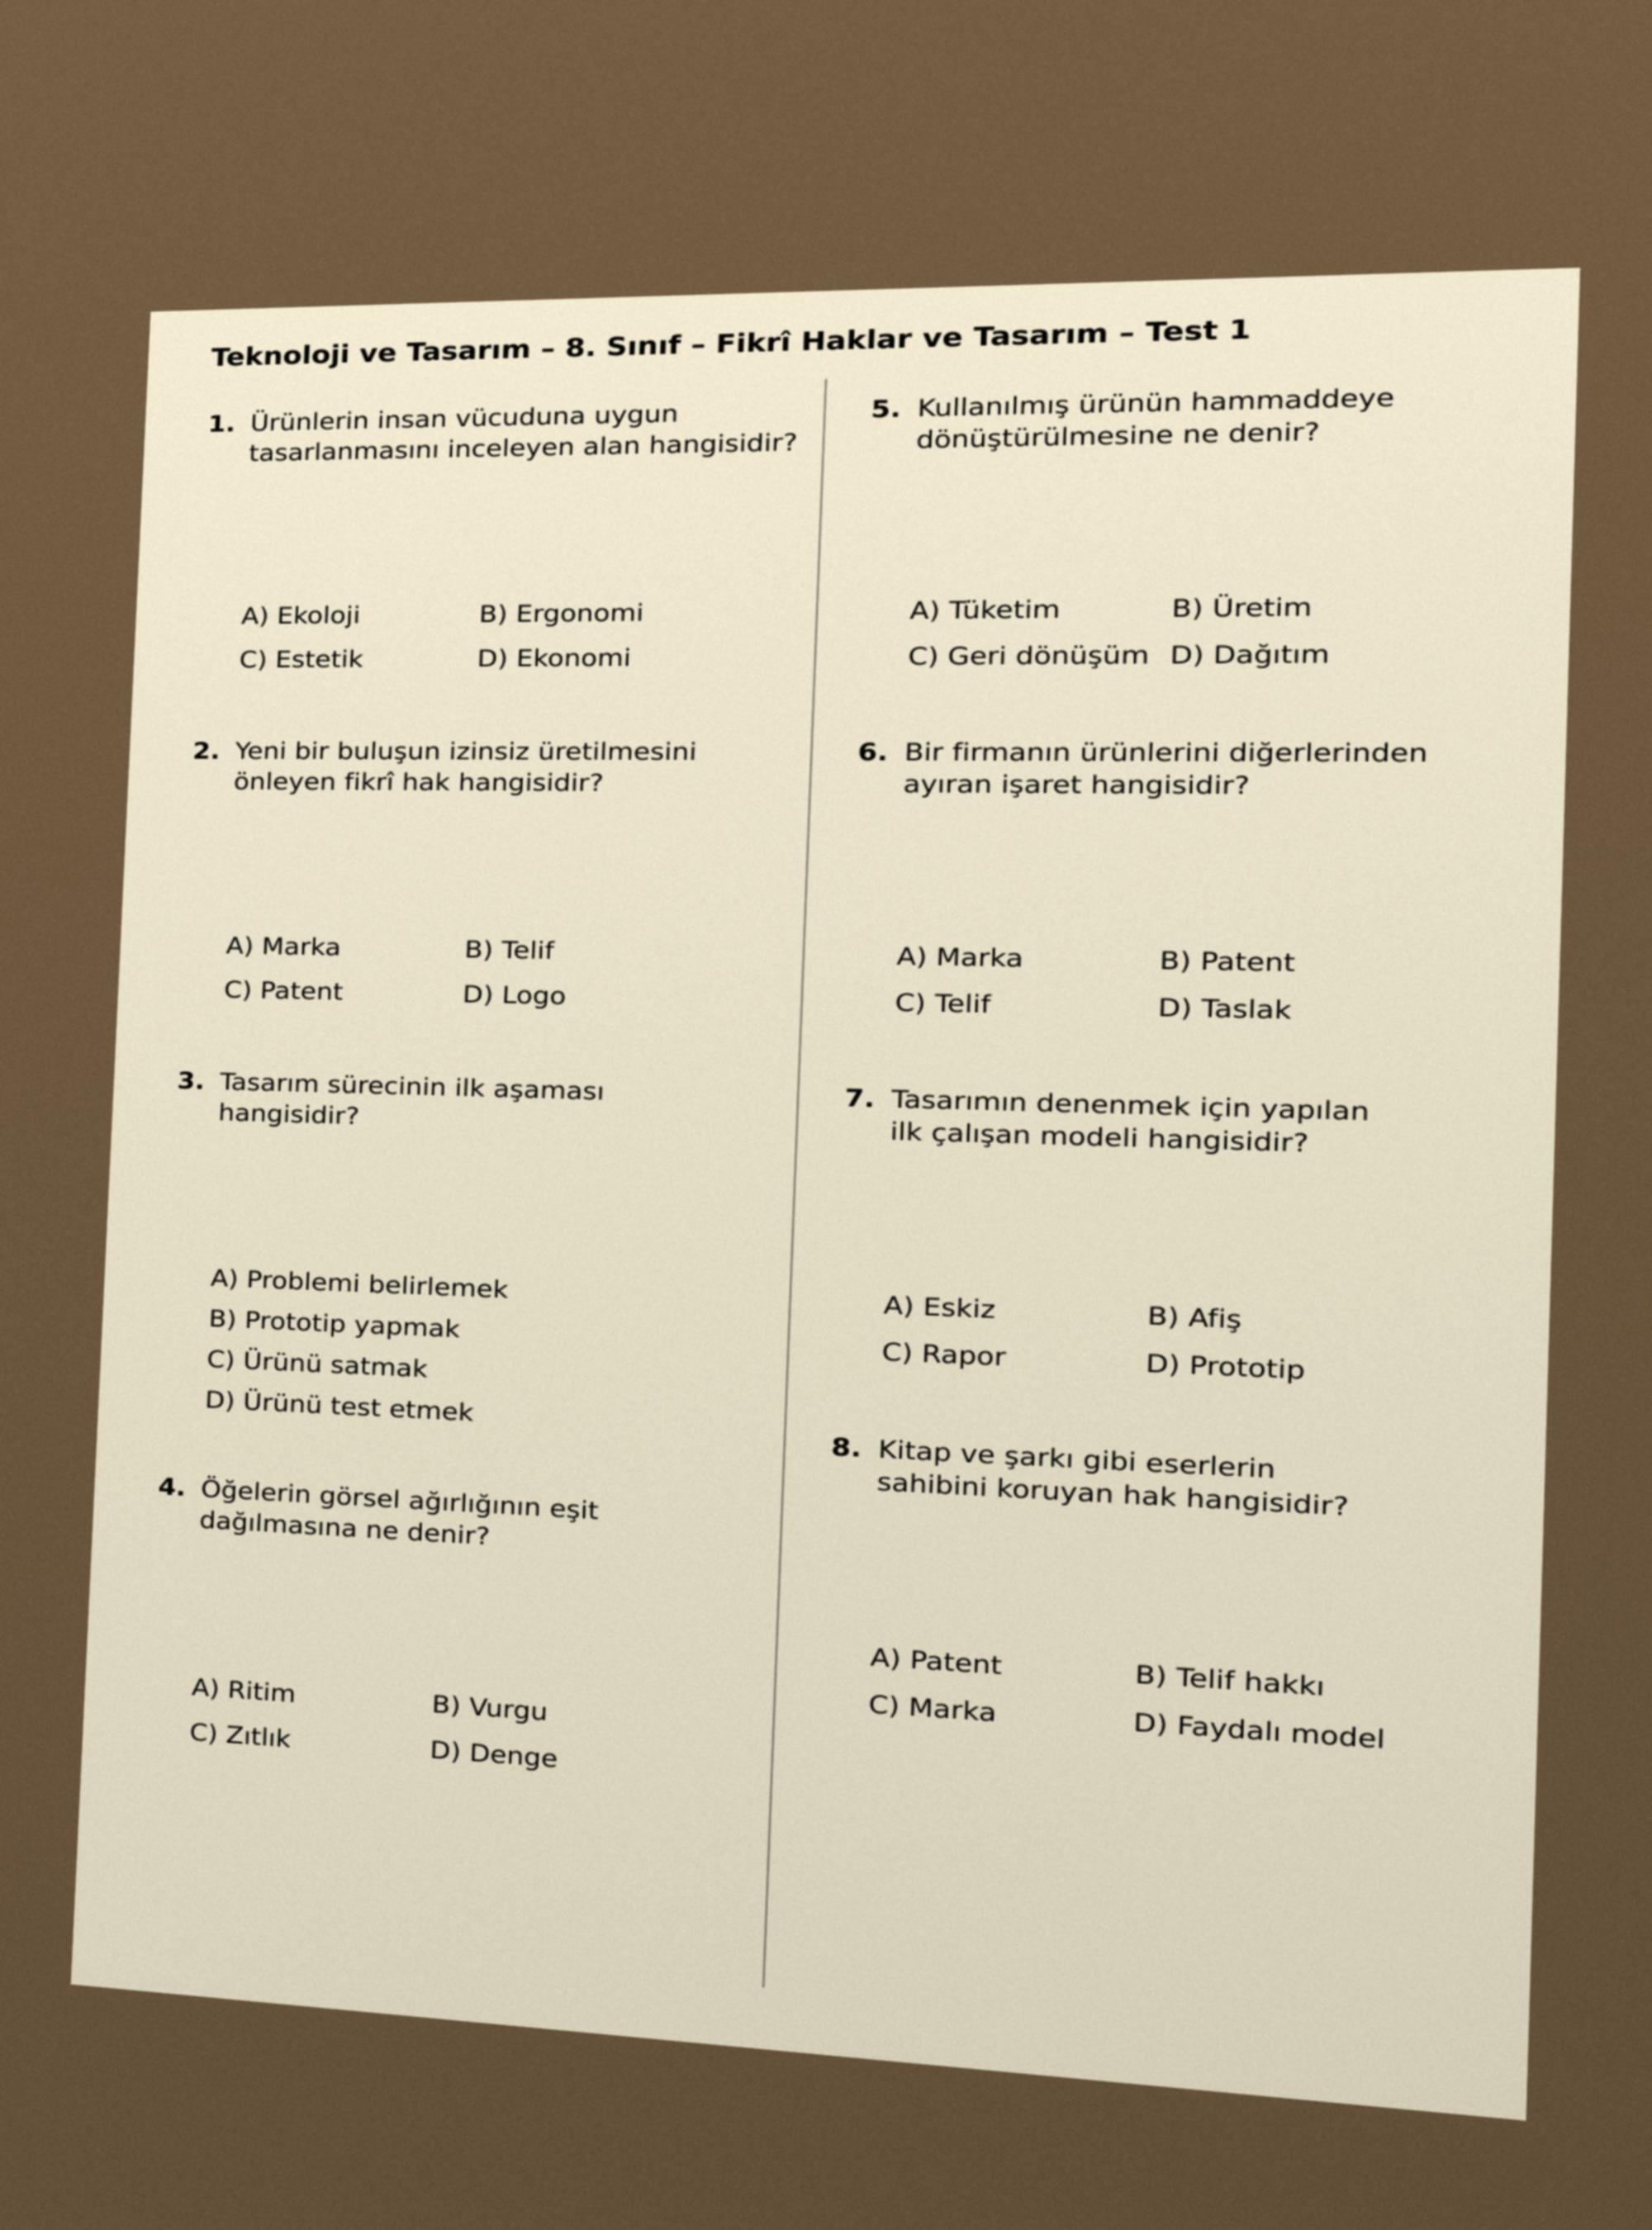 Teknoloji ve Tasarım – 8. Sınıf – Fikrî Haklar ve Tasarım – Test 1
1. Ürünlerin insan vücuduna uygun
tasarlanmasını inceleyen alan hangisidir?
A) Ekoloji B) Ergonomi
C) Estetik D) Ekonomi
2. Yeni bir buluşun izinsiz üretilmesini
önleyen fikrî hak hangisidir?
A) Marka B) Telif
C) Patent D) Logo
3. Tasarım sürecinin ilk aşaması
hangisidir?
A) Problemi belirlemek
B) Prototip yapmak
C) Ürünü satmak
D) Ürünü test etmek
4. Öğelerin görsel ağırlığının eşit
dağılmasına ne denir?
A) Ritim B) Vurgu
C) Zıtlık D) Denge
5. Kullanılmış ürünün hammaddeye
dönüştürülmesine ne denir?
A) Tüketim B) Üretim
C) Geri dönüşüm D) Dağıtım
6. Bir firmanın ürünlerini diğerlerinden
ayıran işaret hangisidir?
A) Marka B) Patent
C) Telif D) Taslak
7. Tasarımın denenmek için yapılan
ilk çalışan modeli hangisidir?
A) Eskiz B) Afiş
C) Rapor D) Prototip
8. Kitap ve şarkı gibi eserlerin
sahibini koruyan hak hangisidir?
A) Patent B) Telif hakkı
C) Marka D) Faydalı model